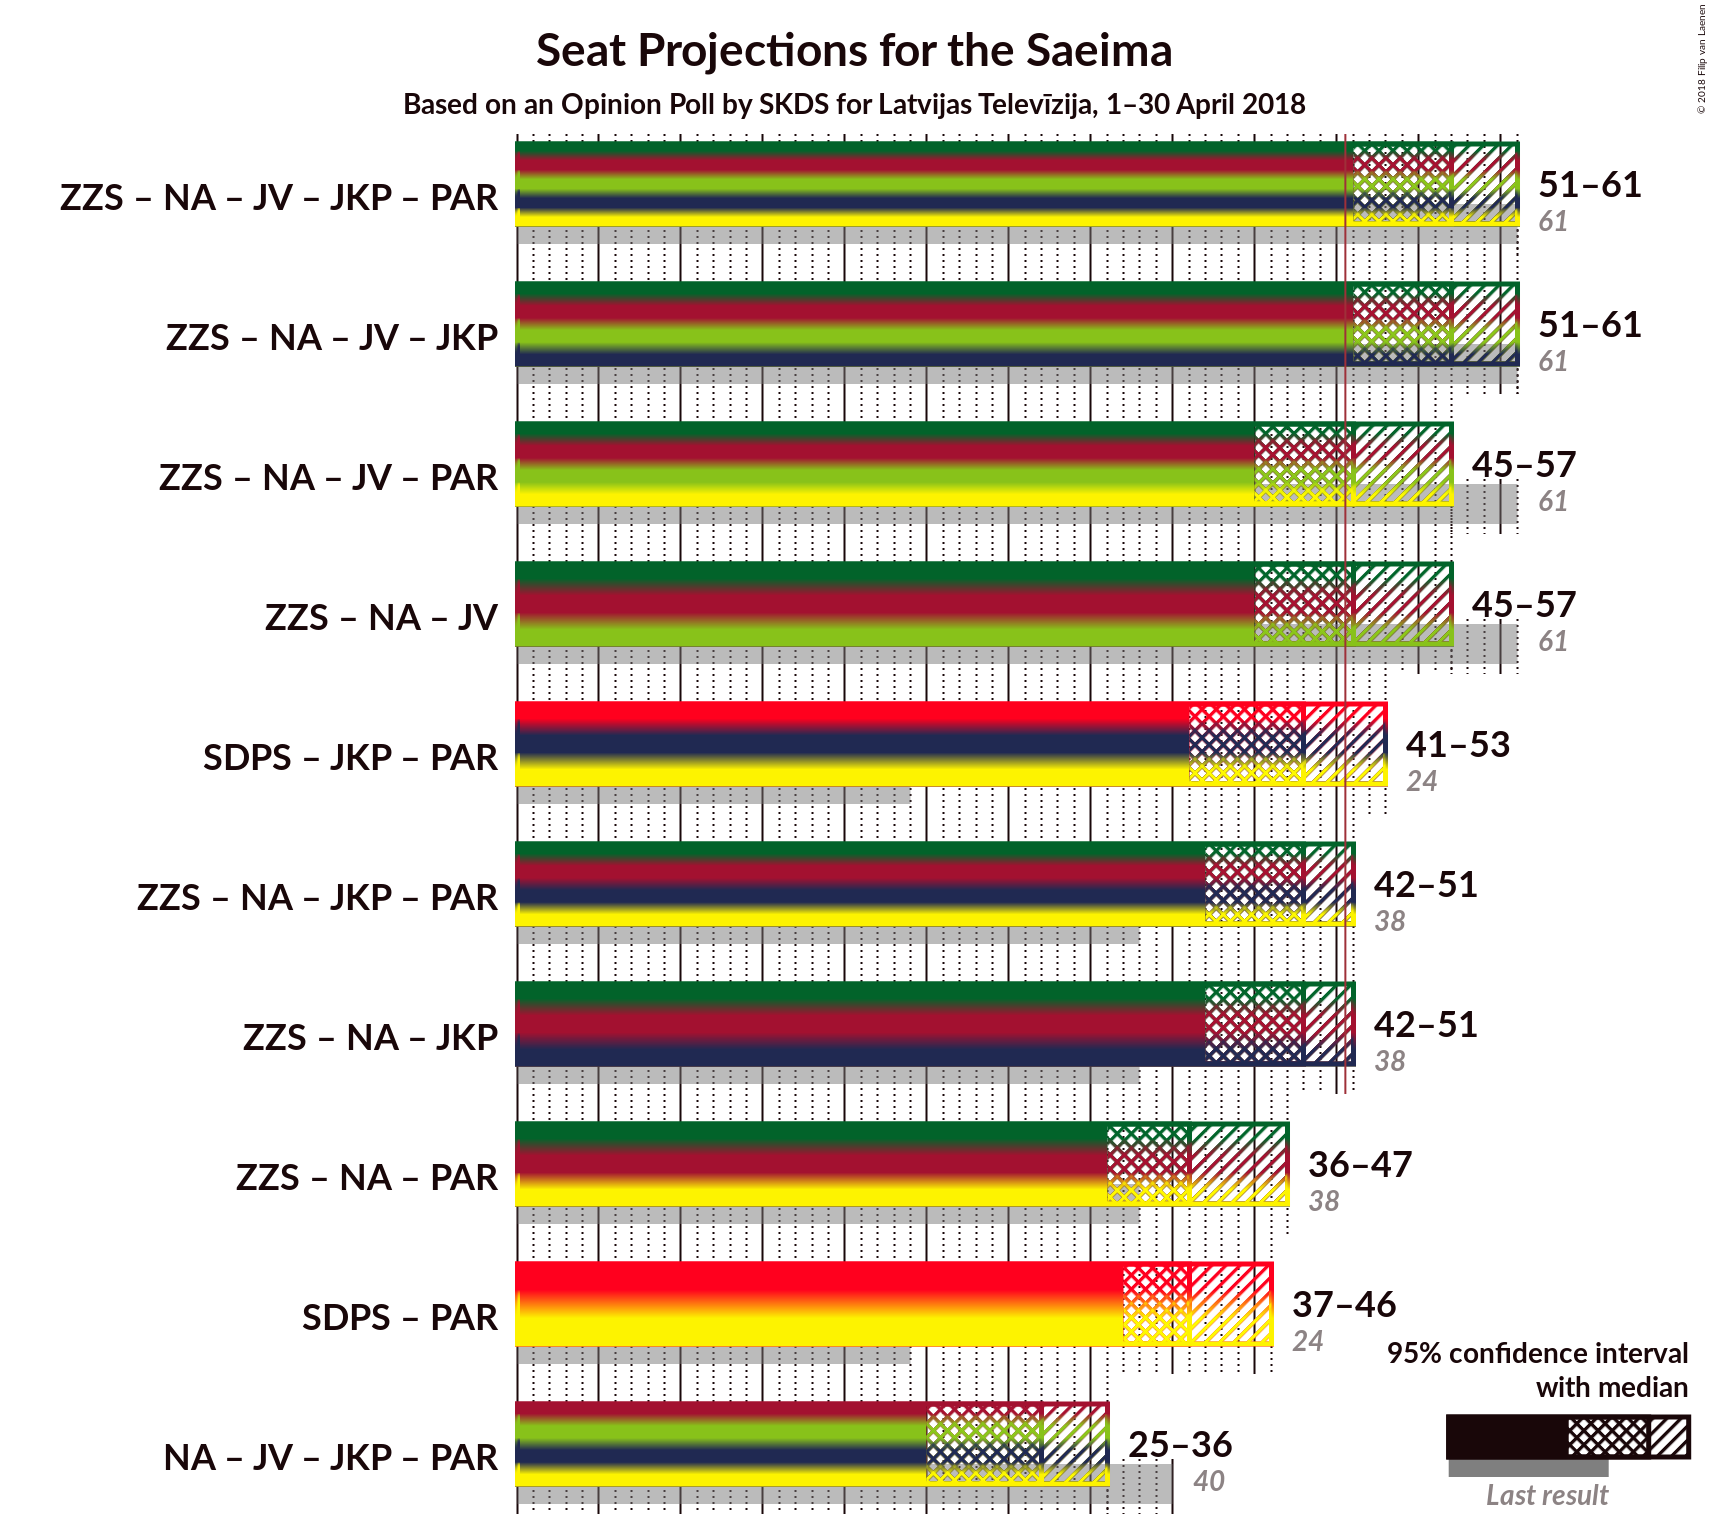 Seat Projections for the Saeima
Based on an Opinion Poll by SKDS for Latvijas Televīzija, 1–30 April 2018
© 2018 Filip van Laenen
ZZS – NA – JV – JKP – PAR
51–61
61
ZZS – NA – JV – JKP
51–61
61
ZZS – NA – JV – PAR
45–57
61
ZZS – NA – JV
45–57
61
SDPS – JKP – PAR
41–53
24
ZZS – NA – JKP – PAR
42–51
38
ZZS – NA – JKP
42–51
38
ZZS – NA – PAR
36–47
38
SDPS – PAR
37–46
24
NA – JV – JKP – PAR
25–36
40
95% confidence interval
with median
Last result